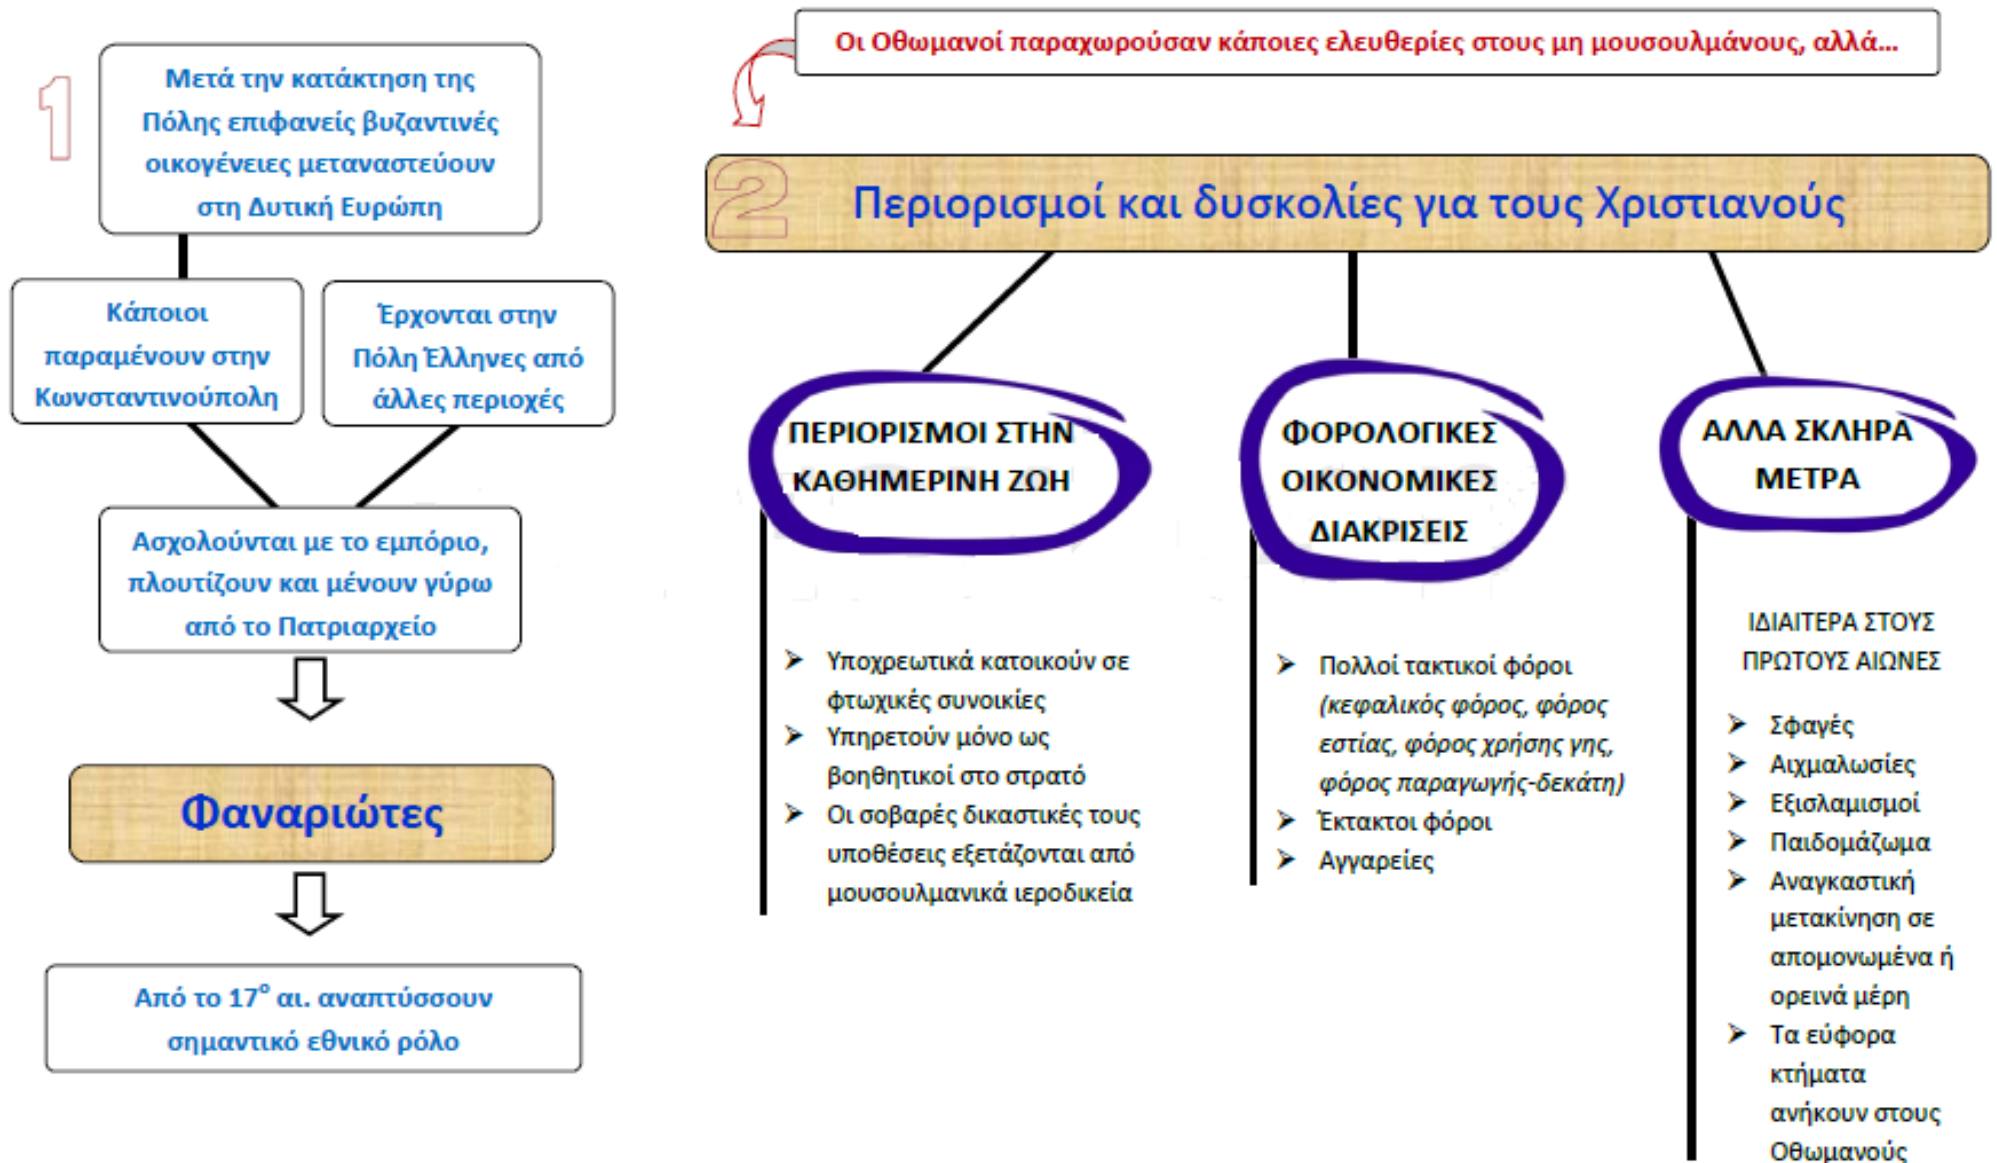 1
Μετά την κατάκτηση της
Πόλης επιφανείς βυζαντινές
οικογένειες μεταναστεύουν
στη Δυτική Ευρώπη
Κάποιοι
παραμένουν στην
Κωνσταντινούπολη
Έρχονται στην
Πόλη Έλληνες από
άλλες περιοχές
Ασχολούνται με το εμπόριο,
πλουτίζουν και μένουν γύρω
από το Πατριαρχείο
Φαναριώτες
Από το 17ο αι. αναπτύσσουν
σημαντικό εθνικό ρόλο
Οι Οθωμανοί παραχωρούσαν κάποιες ελευθερίες στους μη μουσουλμάνους, αλλά...
2 Περιορισμοί και δυσκολίες για τους Χριστιανούς
ΠΕΡΙΟΡΙΣΜΟΙ ΣΤΗΝ
ΚΑΘΗΜΕΡΙΝΗ ΖΩΗ
➤ Υποχρεωτικά κατοικούν σε
φτωχικές συνοικίες
➤ Υπηρετούν μόνο ως
βοηθητικοί στο στρατό
➤ Οι σοβαρές δικαστικές τους
υποθέσεις εξετάζονται από
μουσουλμανικά ιεροδικεία
ΦΟΡΟΛΟΓΙΚΕΣ
ΟΙΚΟΝΟΜΙΚΕΣ
ΔΙΑΚΡΙΣΕΙΣ
➤ Πολλοί τακτικοί φόροι
(κεφαλικός φόρος, φόρος
εστίας, φόρος χρήσης γης,
φόρος παραγωγής-δεκάτη)
➤ Έκτακτοι φόροι
➤ Αγγαρείες
ΑΛΛΑ ΣΚΛΗΡΑ
ΜΕΤΡΑ
ΙΔΙΑΙΤΕΡΑ ΣΤΟΥΣ
ΠΡΩΤΟΥΣ ΑΙΩΝΕΣ
➤ Σφαγές
➤ Αιχμαλωσίες
➤ Εξισλαμισμοί
➤ Παιδομάζωμα
➤ Αναγκαστική
μετακίνηση σε
απομονωμένα ή
ορεινά μέρη
➤ Τα εύφορα
κτήματα
ανήκουν στους
Οθωμανούς